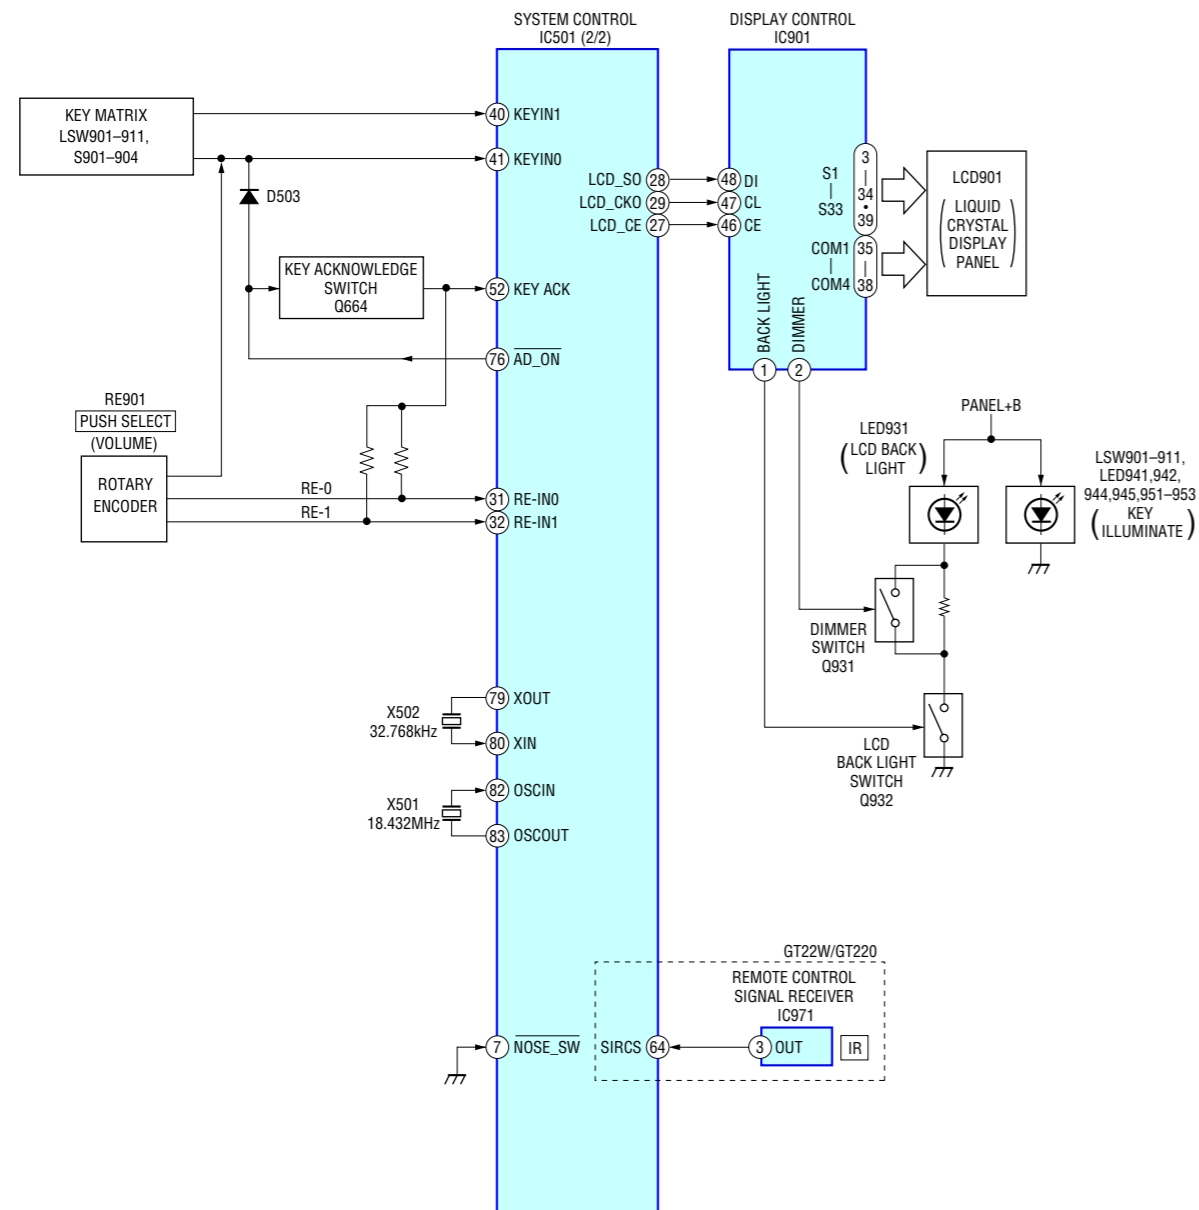 SYSTEM CONTROL
IC501 (2/2)
DISPLAY CONTROL
IC901
KEY MATRIX
LSW901–911,
S901–904
40 KEYIN1
41 KEYIN0
D503
KEY ACKNOWLEDGE
SWITCH
Q664
52 KEY ACK
76 AD_ON
LCD_SO 28
LCD_CKO 29
LCD_CE 27
48 DI
47 CL
46 CE
S1
|
S33
3
|
34
•
39
COM1
|
COM4
35
|
38
LCD901
LIQUID
CRYSTAL
DISPLAY
PANEL
BACK LIGHT
DIMMER
1
2
RE901
PUSH SELECT
(VOLUME)
ROTARY
ENCODER
RE-0
RE-1
31 RE-IN0
32 RE-IN1
PANEL+B
LED931
(LCD BACK
LIGHT)
LSW901–911,
LED941,942,
944,945,951–953
(KEY
ILLUMINATE)
DIMMER
SWITCH
Q931
LCD
BACK LIGHT
SWITCH
Q932
X502
32.768kHz
79 XOUT
80 XIN
X501
18.432MHz
82 OSCIN
83 OSCOUT
GT22W/GT220
REMOTE CONTROL
SIGNAL RECEIVER
IC971
7 NOSE_SW
SIRCS 64
3 OUT
IR